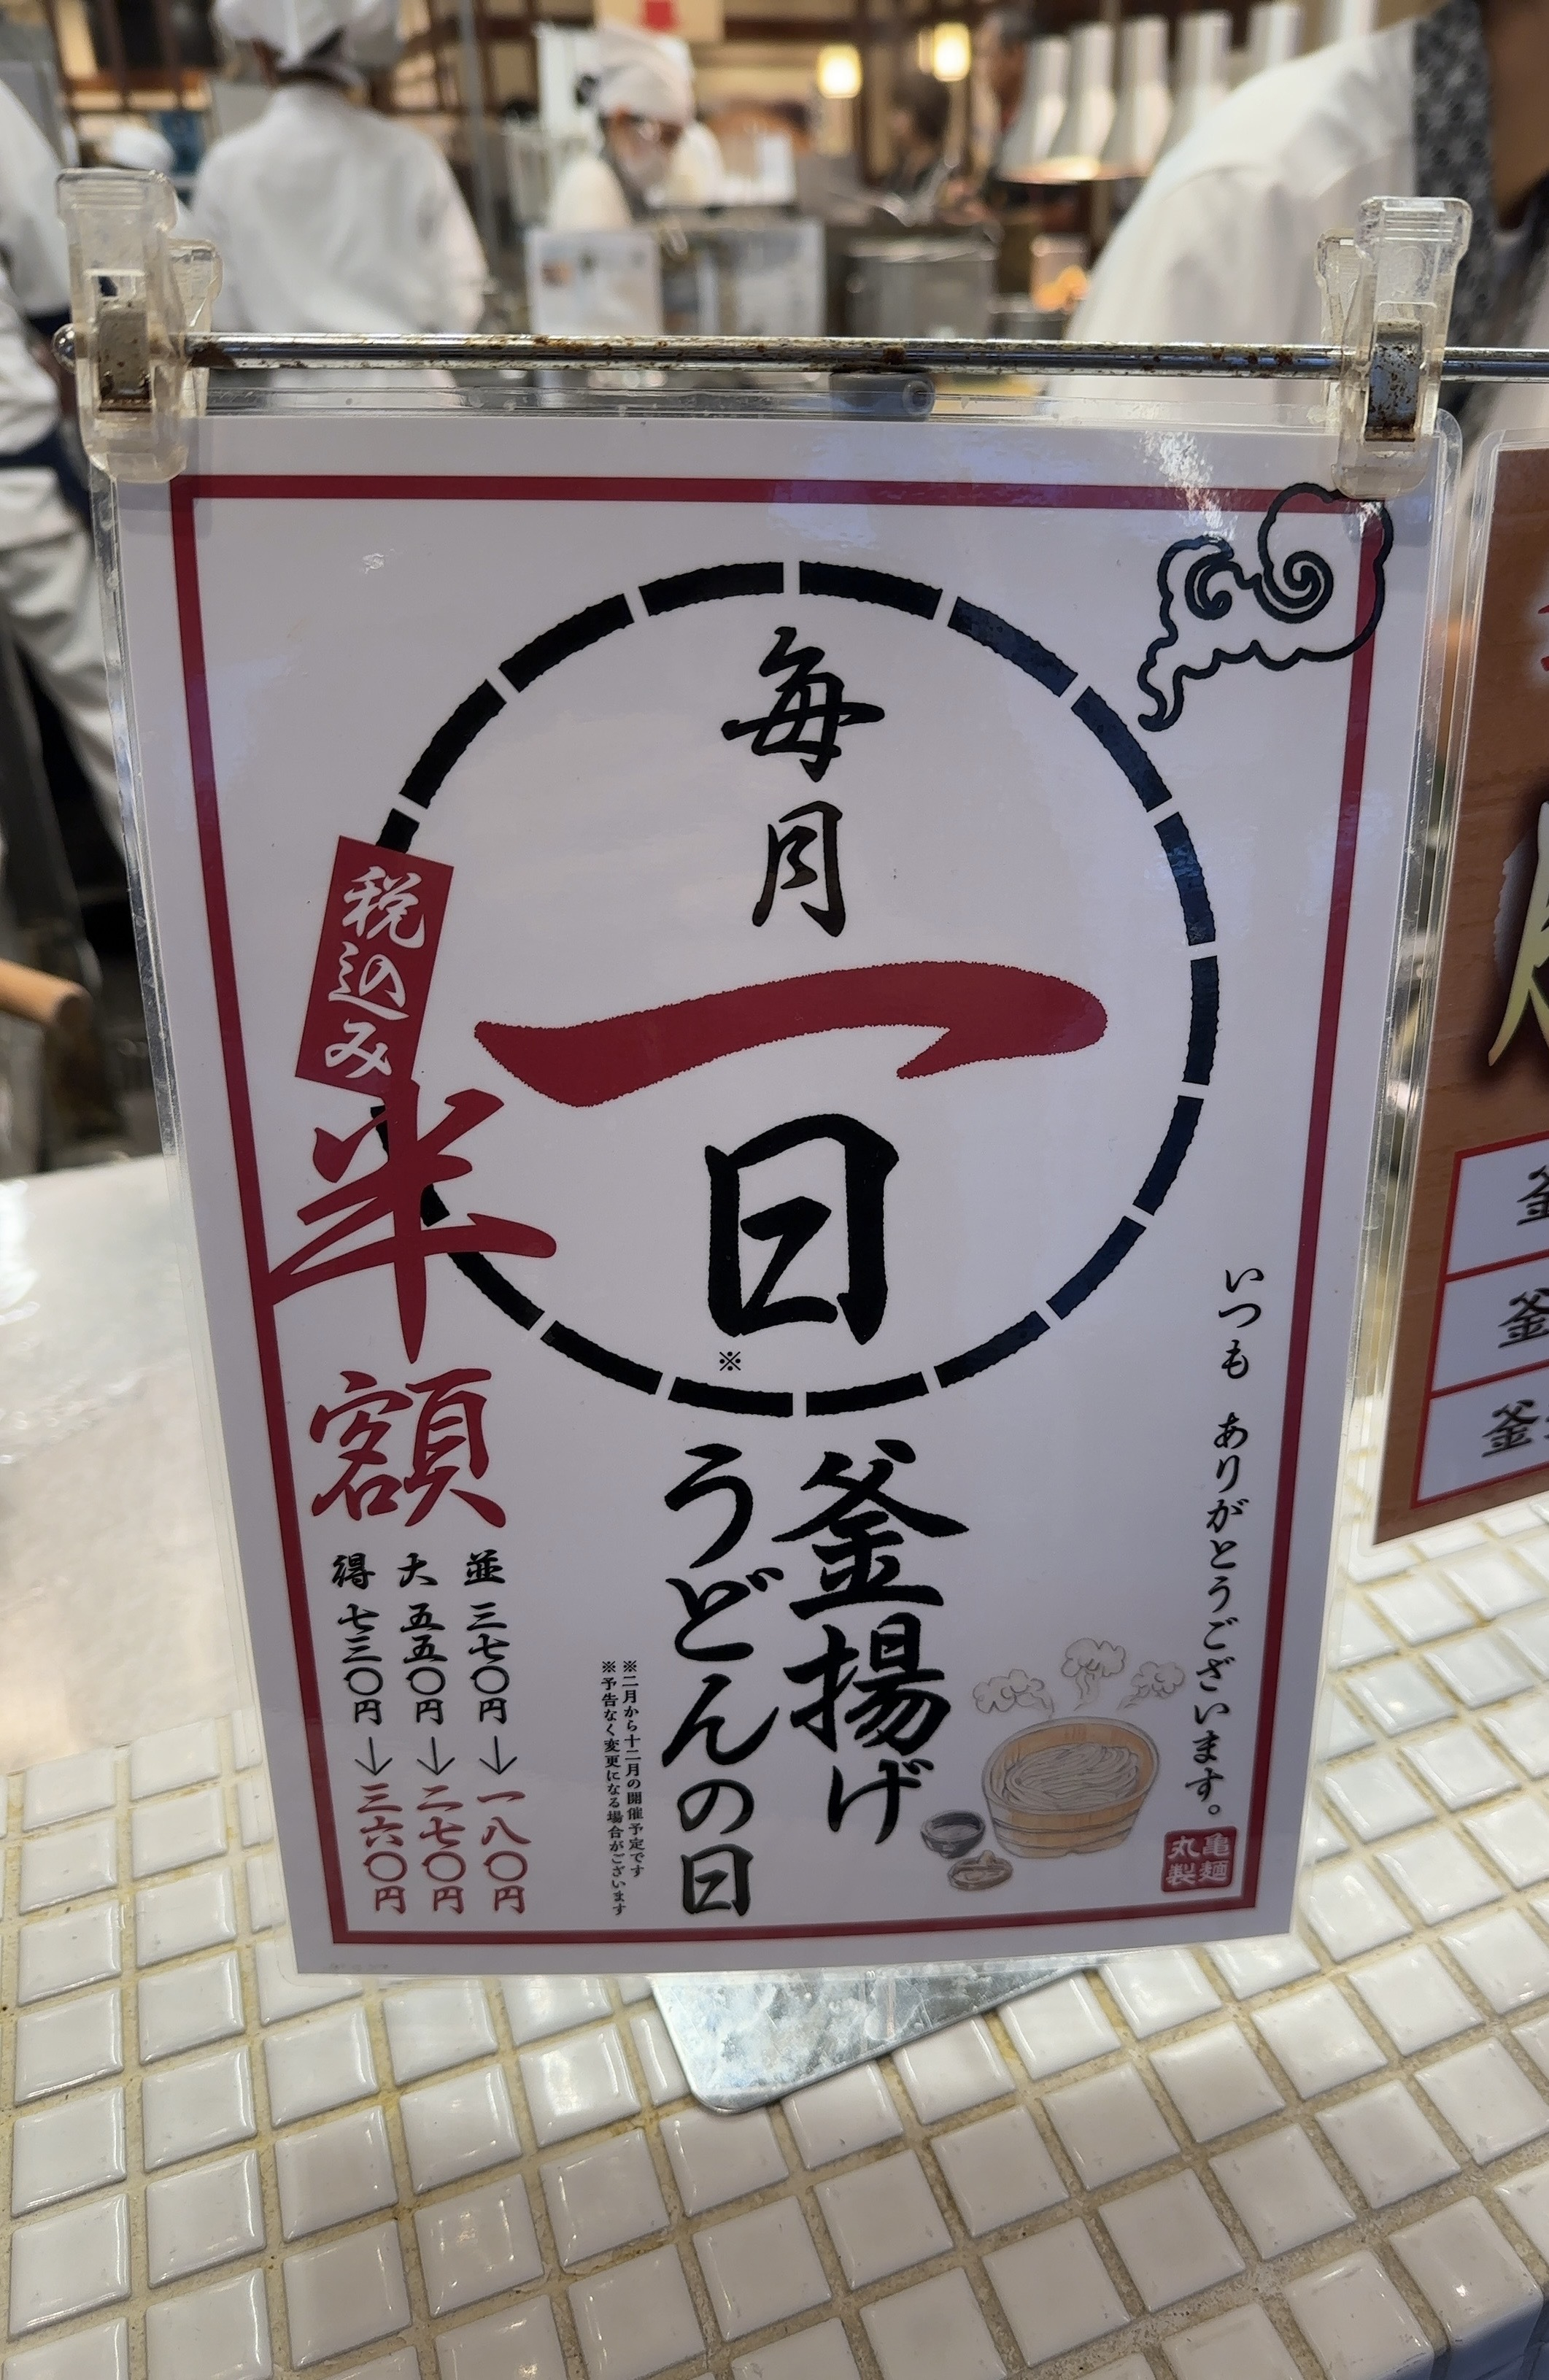 毎月
一
日
※
釜揚げ
うどんの日
いつも ありがとうございます。
亀麺
丸製
※二月から十二月の開催予定です
※予告なく変更になる場合がございます
税込み
半額
並 三七〇円→一八〇円
大 五五〇円→二七〇円
得 七三〇円→三六〇円
釜
釜
釜